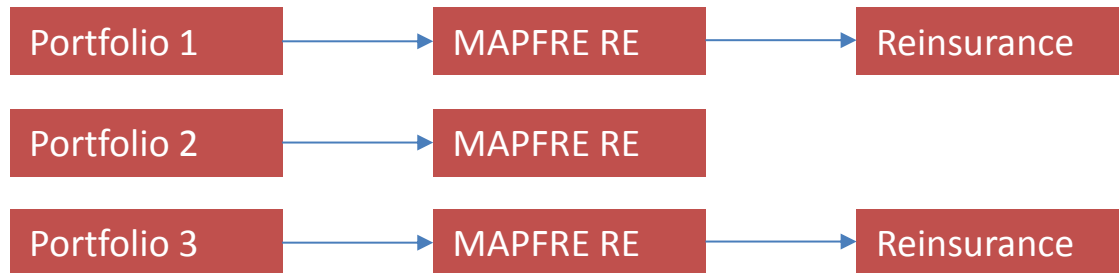 Portfolio 1 MAPFRE RE Reinsurance
Portfolio 2 MAPFRE RE
Portfolio 3 MAPFRE RE Reinsurance